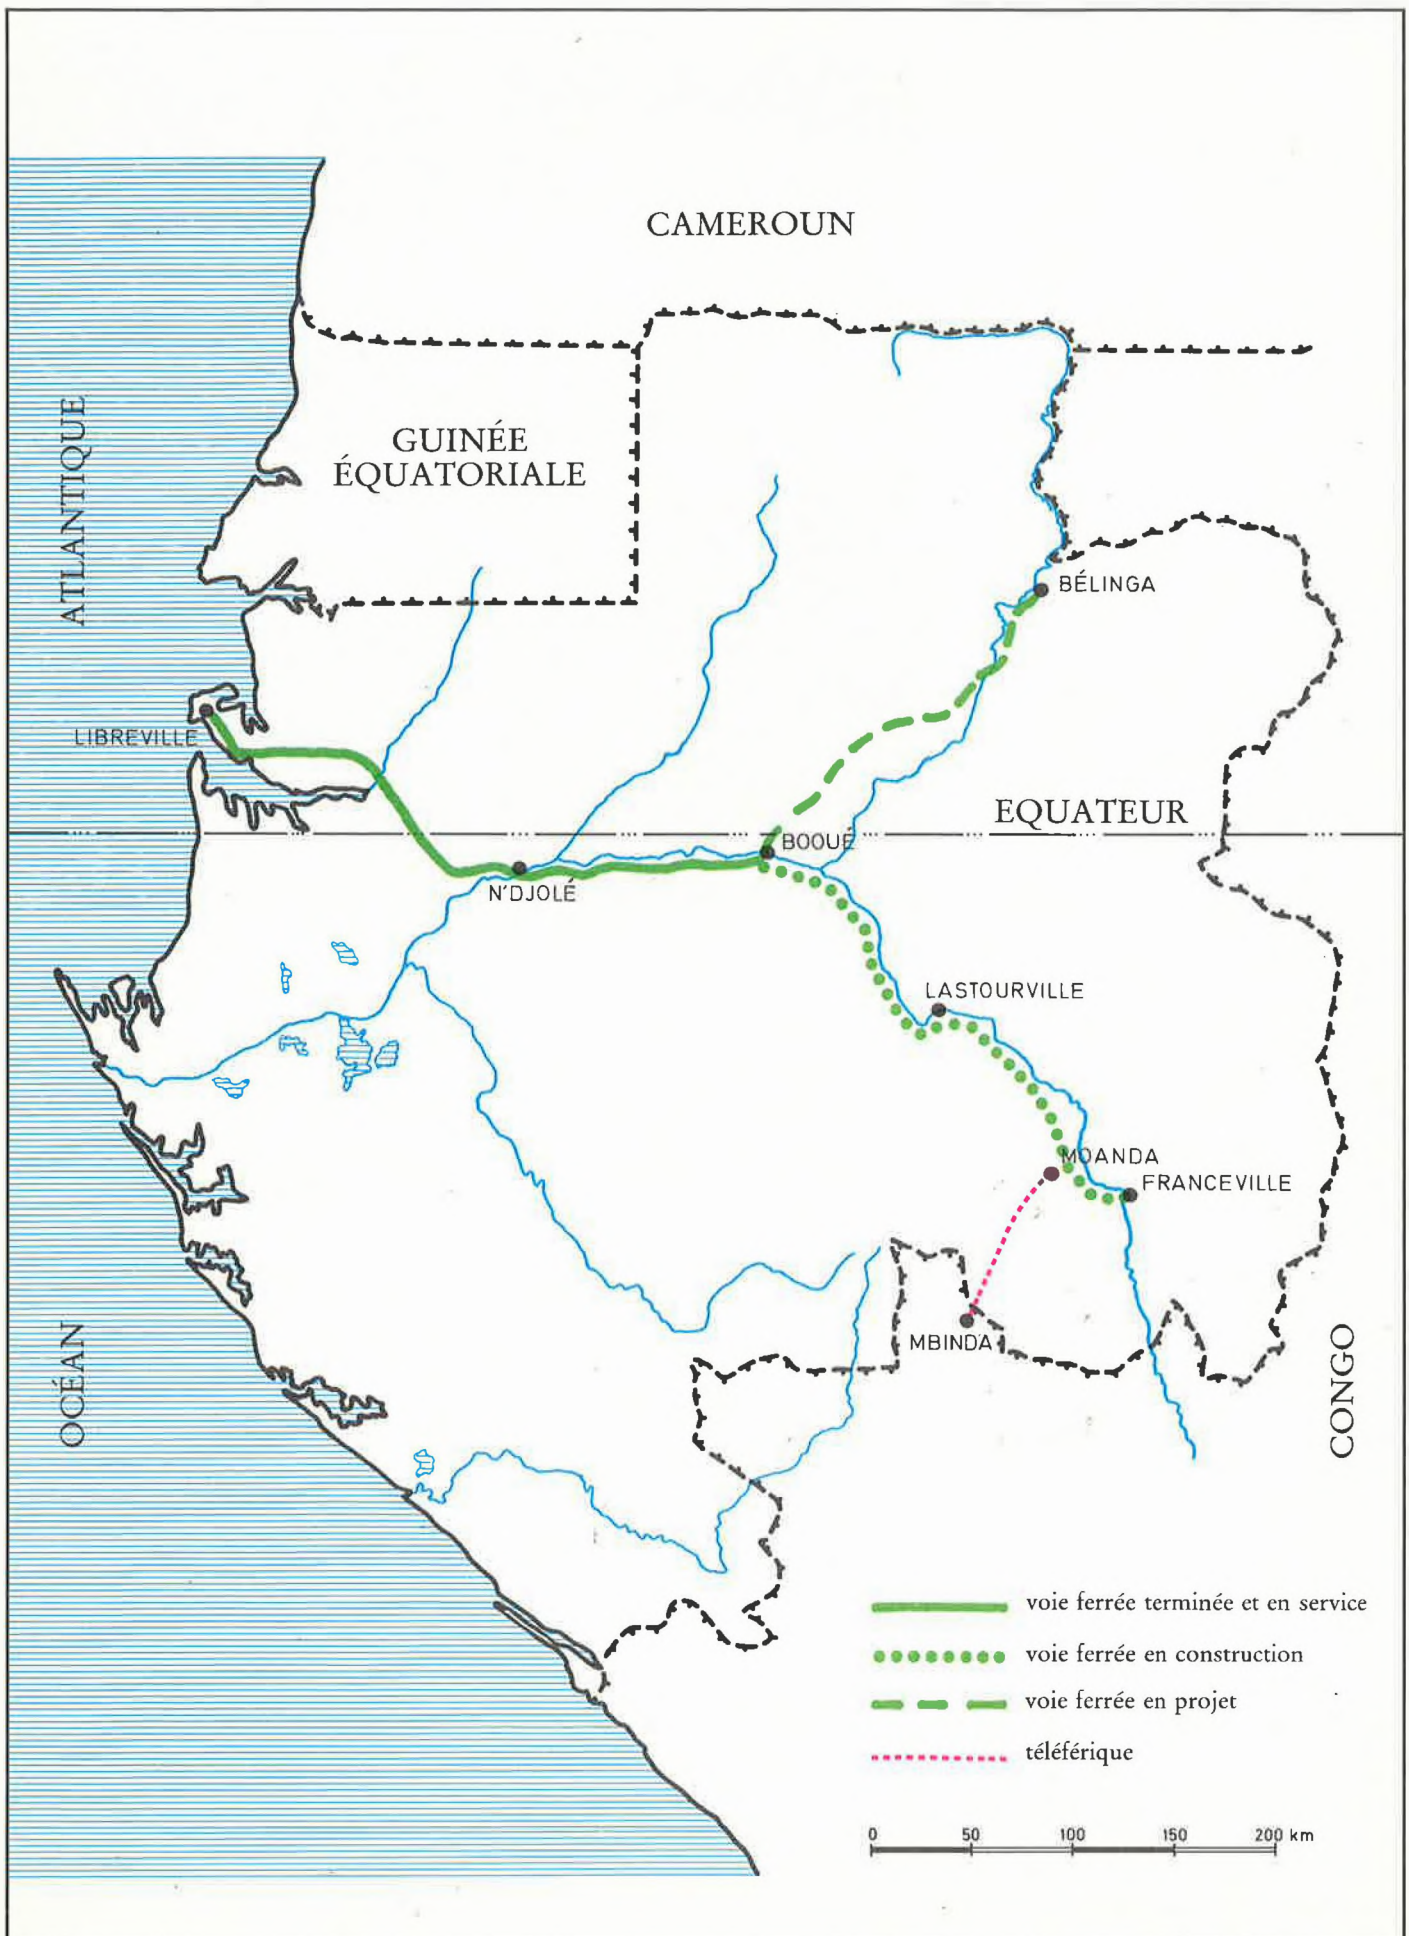 CAMEROUN
GUINÉE
ÉQUATORIALE
ATLANTIQUE
BÉLINGA
LIBREVILLE
EQUATEUR
BOOUÉ
N'DJOLÉ
LASTOURVILLE
MOANDA
FRANCEVILLE
MBINDA
OCÉAN
CONGO
voie ferrée terminée et en service
voie ferrée en construction
voie ferrée en projet
téléférique
0 50 100 150 200 km